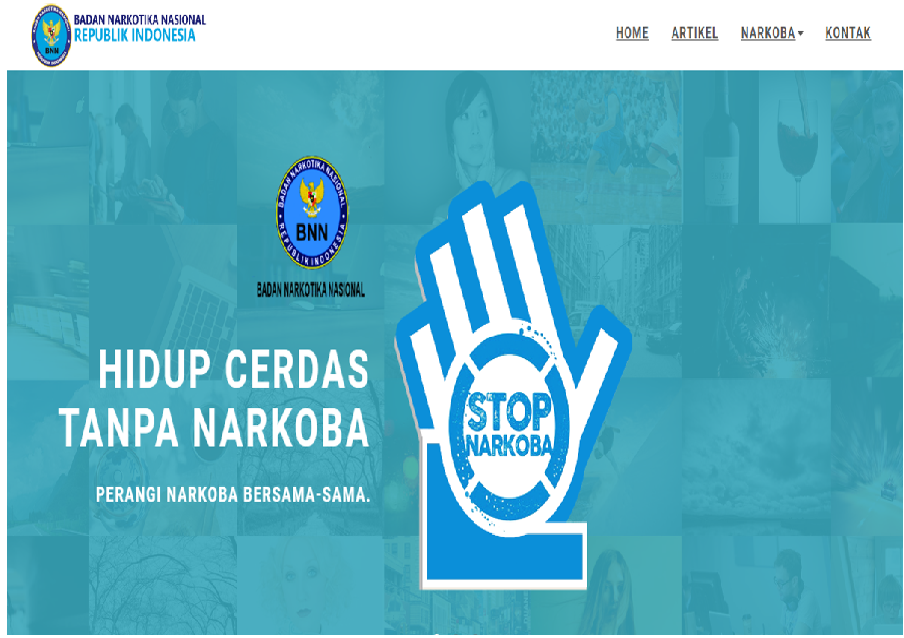 BADAN NARKOTIKA NASIONAL
REPUBLIK INDONESIA
BNN
HOME ARTIKEL NARKOBA KONTAK
BADAN NARKOTIKA NASIONAL
BNN
REPUBLIK INDONESIA
BADAN NARKOTIKA NASIONAL
HIDUP CERDAS
TANPA NARKOBA
PERANGI NARKOBA BERSAMA-SAMA.
STOP
NARKOBA